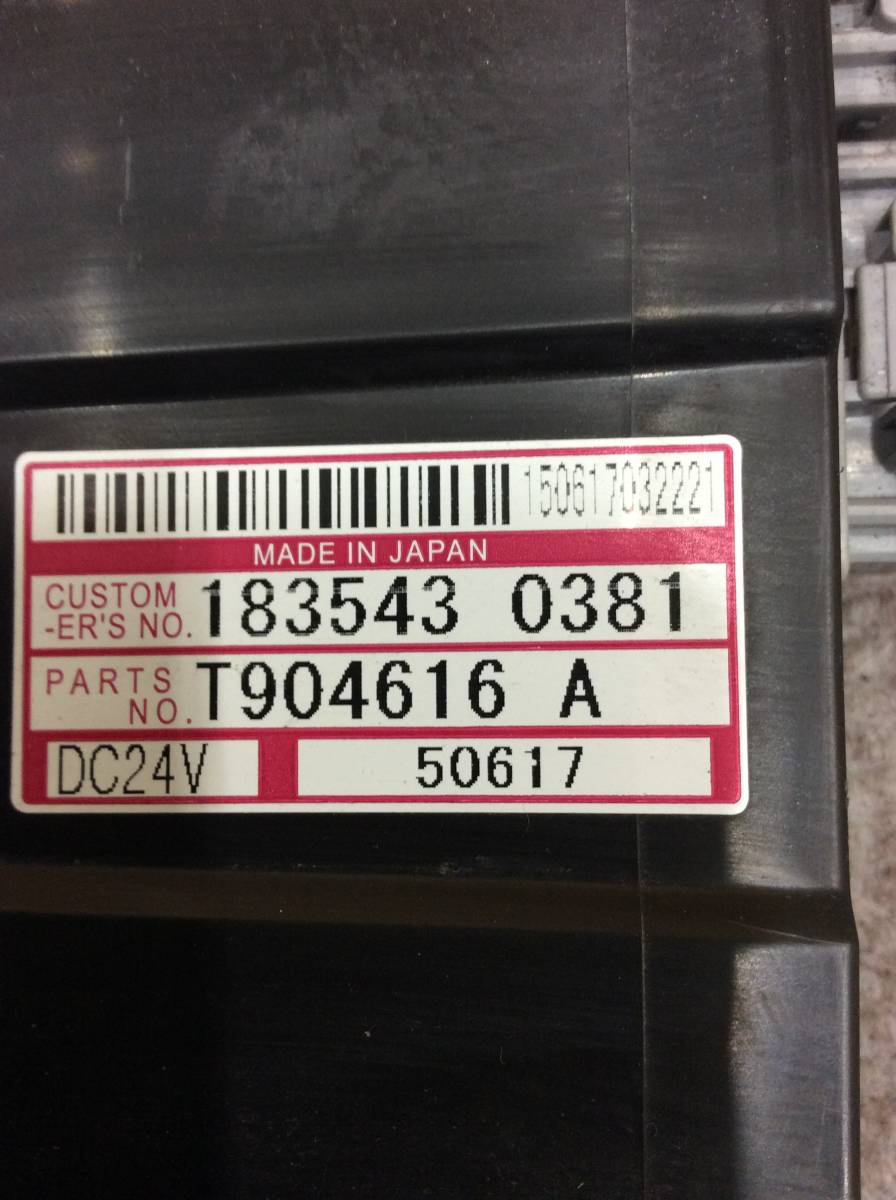 150617032221
MADE IN JAPAN
CUSTOM
-ER'S NO. 183543 0381
PARTS
NO. T904616 A
DC24V 50617